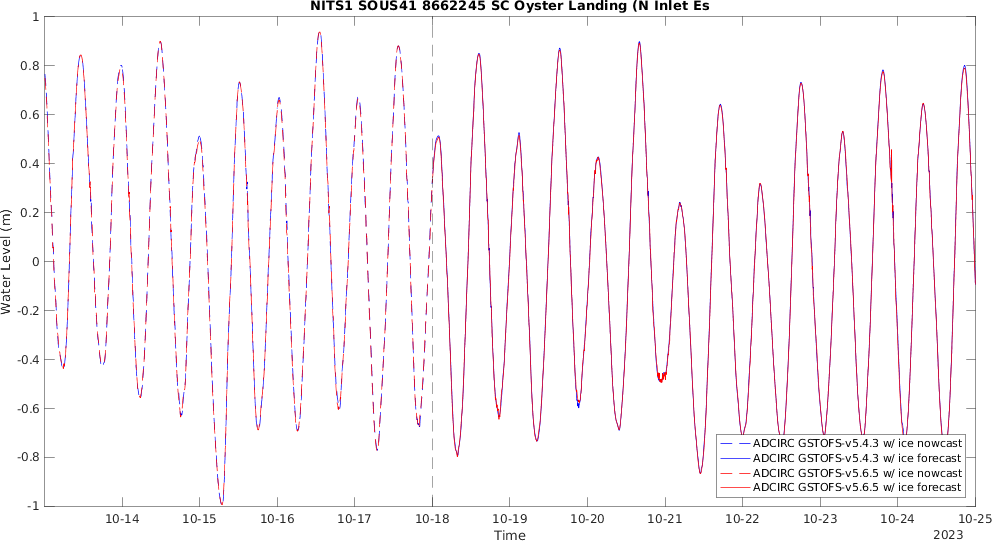 NITS1 SOUS41 8662245 SC Oyster Landing (N Inlet Es
1
0.8
0.6
0.4
0.2
0
-0.2
-0.4
-0.6
-0.8
-1
Water Level (m)
ADCIRC GSTOFS-v5.4.3 w/ ice nowcast
ADCIRC GSTOFS-v5.4.3 w/ ice forecast
ADCIRC GSTOFS-v5.6.5 w/ ice nowcast
ADCIRC GSTOFS-v5.6.5 w/ ice forecast
10-14 10-15 10-16 10-17 10-18 10-19 10-20 10-21 10-22 10-23 10-24 10-25
Time
2023